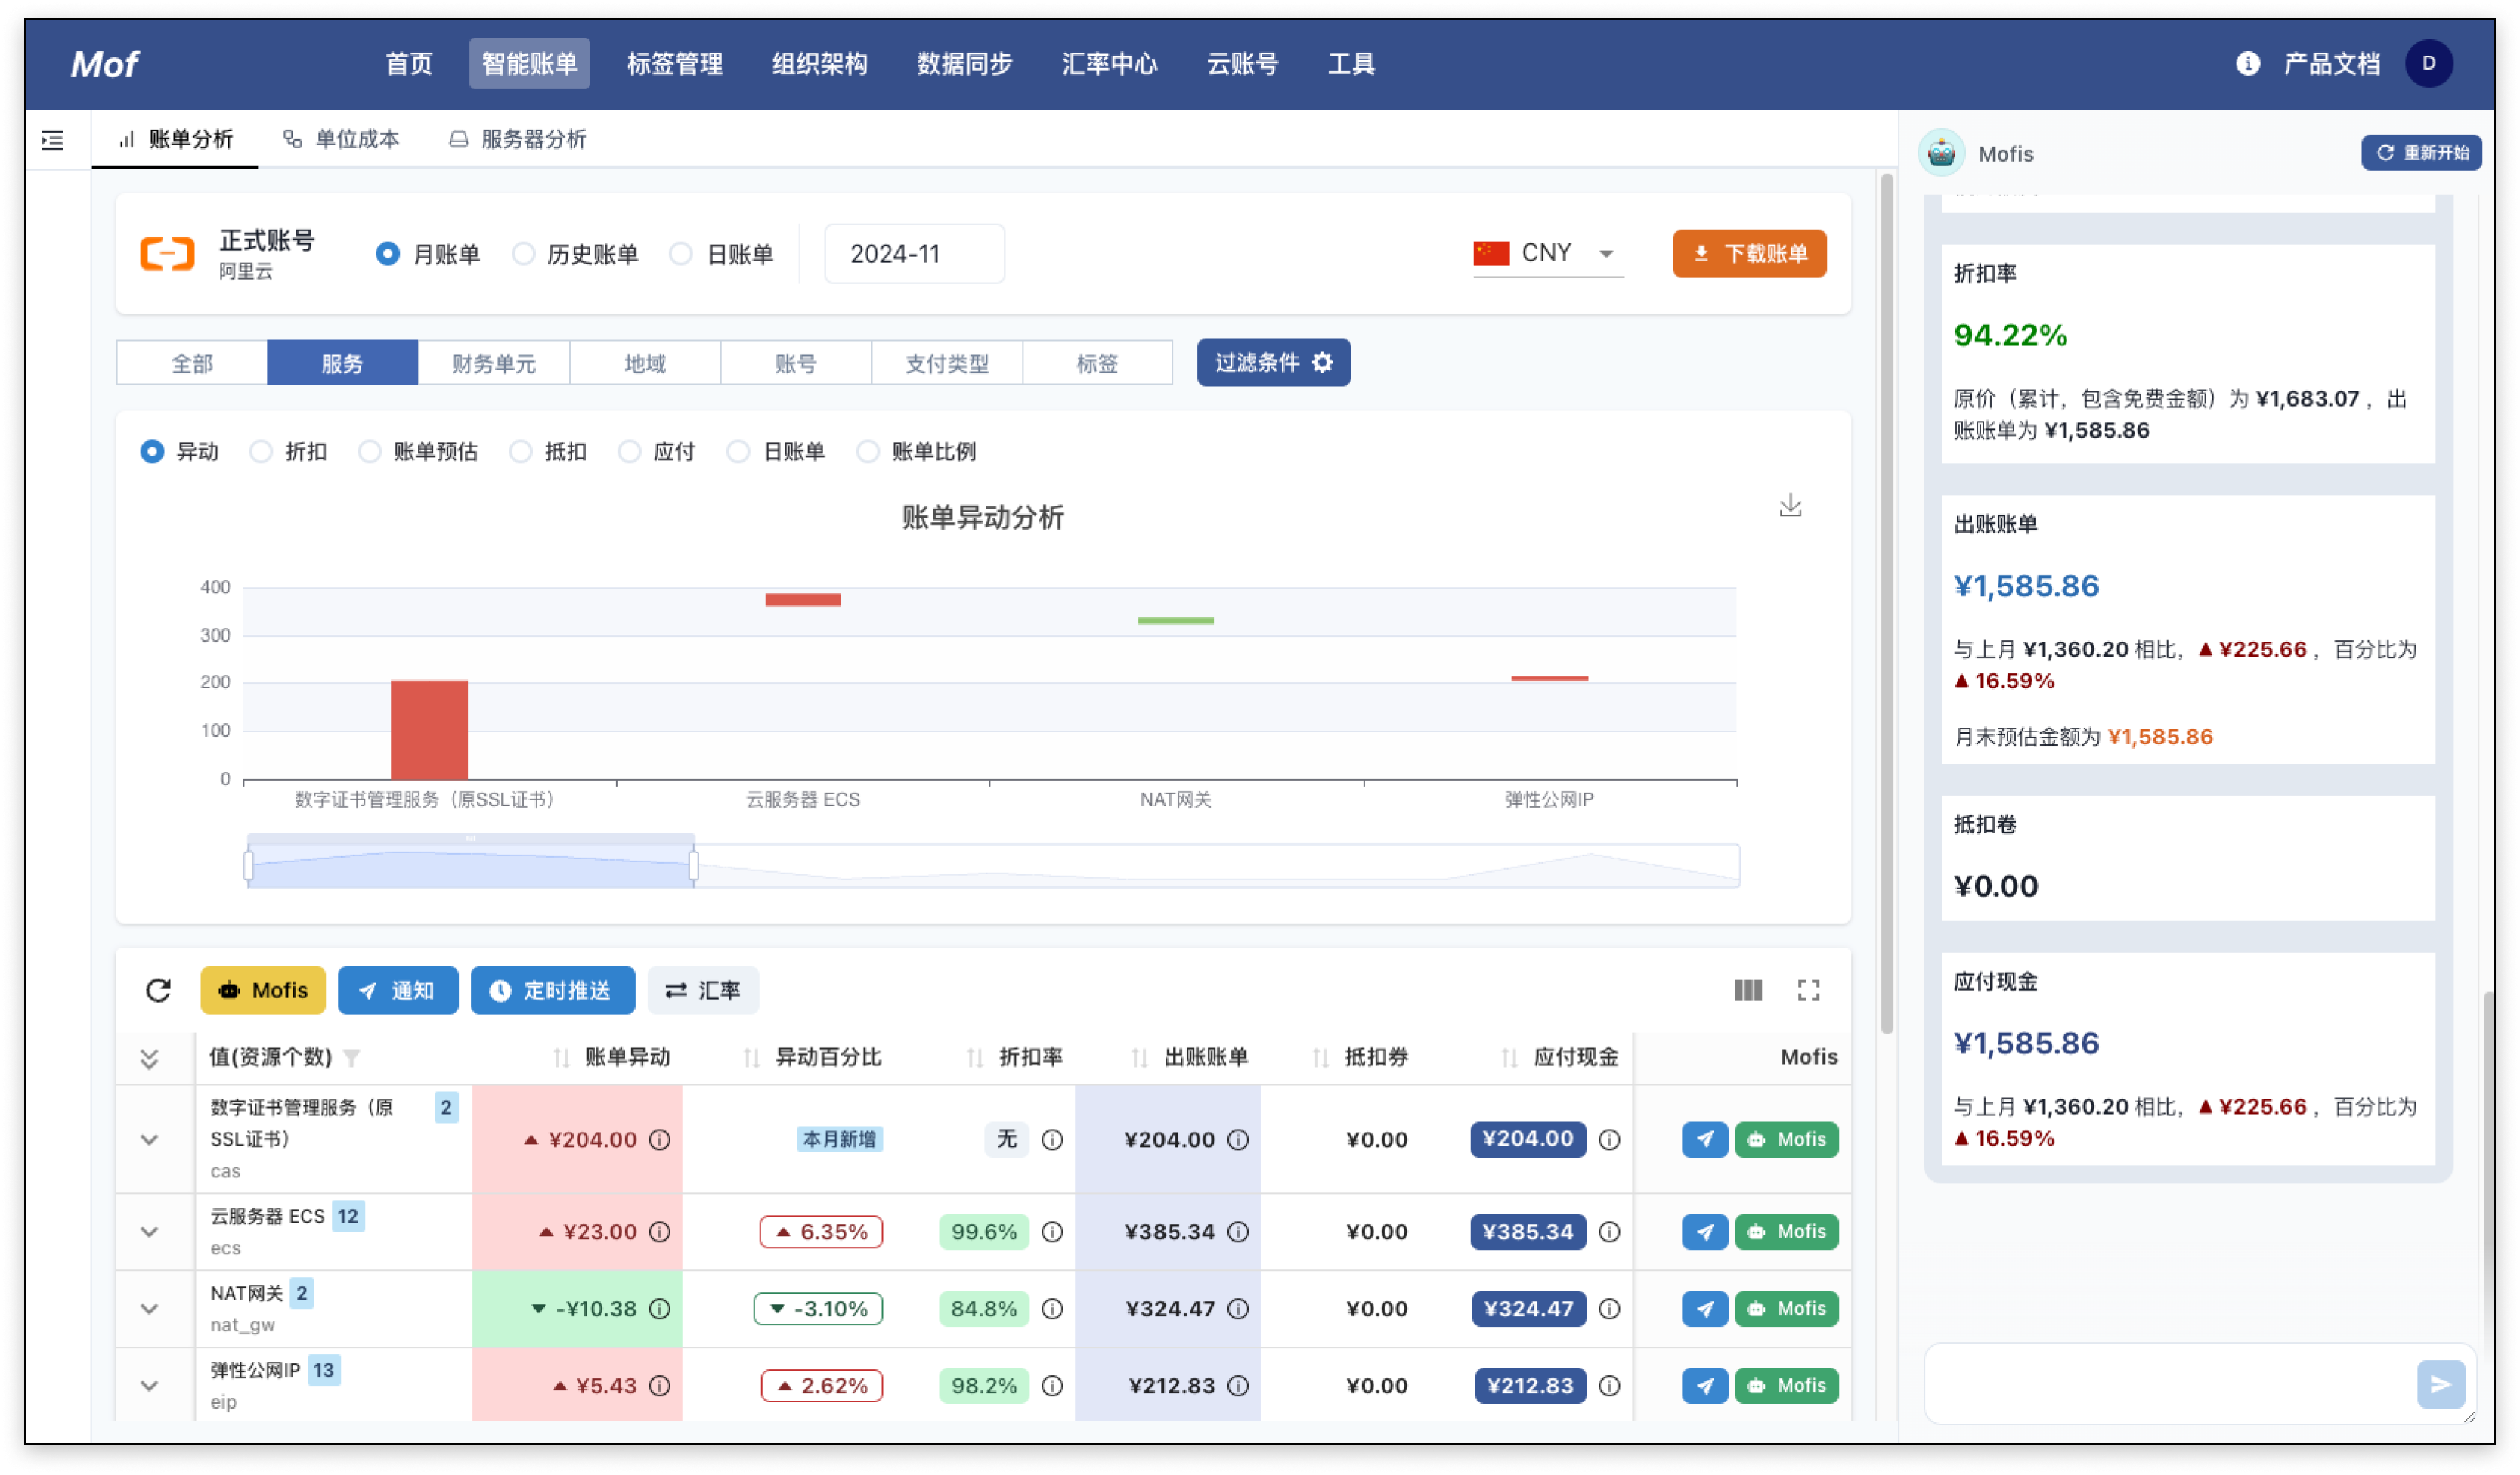 Mof
首页 智能账单 标签管理 组织架构 数据同步 汇率中心 云账号 工具 产品文档 D
账单分析 单位成本 服务器分析
正式账号
阿里云
月账单 历史账单 日账单 2024-11 CNY 下载账单
全部 服务 财务单元 地域 账号 支付类型 标签 过滤条件
异动 折扣 账单预估 抵扣 应付 日账单 账单比例
账单异动分析
400
300
200
100
0
数字证书管理服务（原SSL证书） 云服务器 ECS NAT网关 弹性公网IP
Mofis 通知 定时推送 汇率
值(资源个数) 账单异动 异动百分比 折扣率 出账账单 抵扣券 应付现金 Mofis
数字证书管理服务（原 2
SSL证书）
cas
▲ ¥204.00 本月新增 无 ¥204.00 ¥0.00 ¥204.00 Mofis
云服务器 ECS 12
ecs
▲ ¥23.00 ▲ 6.35% 99.6% ¥385.34 ¥0.00 ¥385.34 Mofis
NAT网关 2
nat_gw
▼ -¥10.38 ▼ -3.10% 84.8% ¥324.47 ¥0.00 ¥324.47 Mofis
弹性公网IP 13
eip
▲ ¥5.43 ▲ 2.62% 98.2% ¥212.83 ¥0.00 ¥212.83 Mofis
Mofis 重新开始
折扣率
94.22%
原价（累计，包含免费金额）为 ¥1,683.07 ，出
账账单为 ¥1,585.86
出账账单
¥1,585.86
与上月 ¥1,360.20 相比，▲ ¥225.66 ，百分比为
▲ 16.59%
月末预估金额为 ¥1,585.86
抵扣卷
¥0.00
应付现金
¥1,585.86
与上月 ¥1,360.20 相比，▲ ¥225.66 ，百分比为
▲ 16.59%